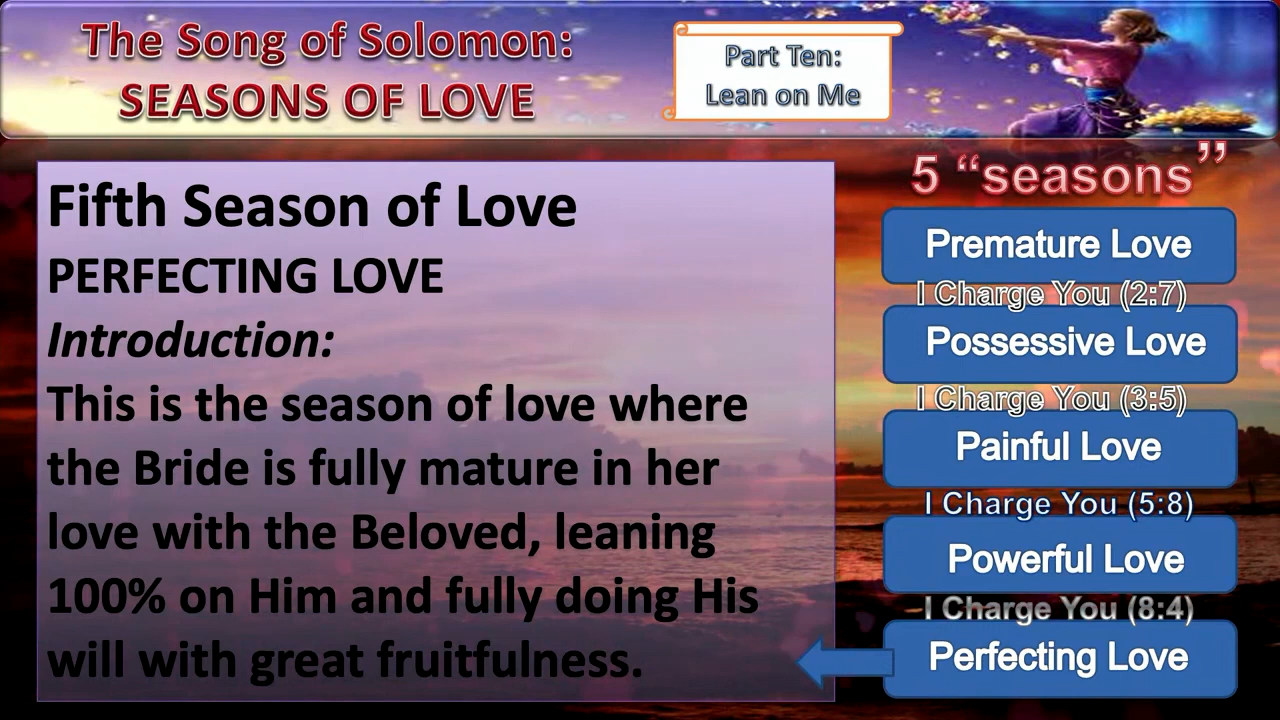 The Song of Solomon:
SEASONS OF LOVE
Part Ten:
Lean on Me
Fifth Season of Love
PERFECTING LOVE
Introduction:
This is the season of love where
the Bride is fully mature in her
love with the Beloved, leaning
100% on Him and fully doing His
will with great fruitfulness.
5 “seasons”
Premature Love
I Charge You (2:7)
Possessive Love
I Charge You (3:5)
Painful Love
I Charge You (5:8)
Powerful Love
I Charge You (8:4)
Perfecting Love